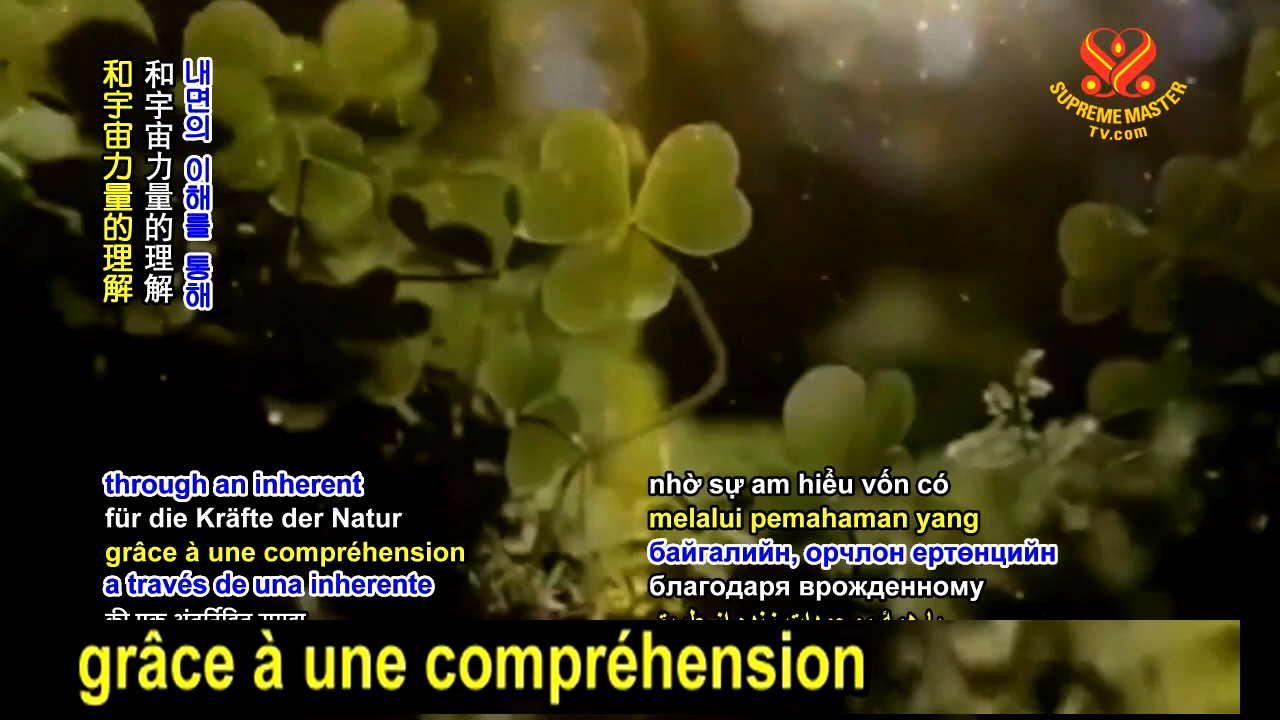 和宇宙力量的理解
和宇宙力量的理解
내면의 이해를 통해
SUPREME MASTER
TV.com
through an inherent
für die Kräfte der Natur
grâce à une compréhension
a través de una inherente
nhờ sự am hiểu vốn có
melalui pemahaman yang
байгалийн, орчлон ертөнцийн
благодаря врожденному
grâce à une compréhension